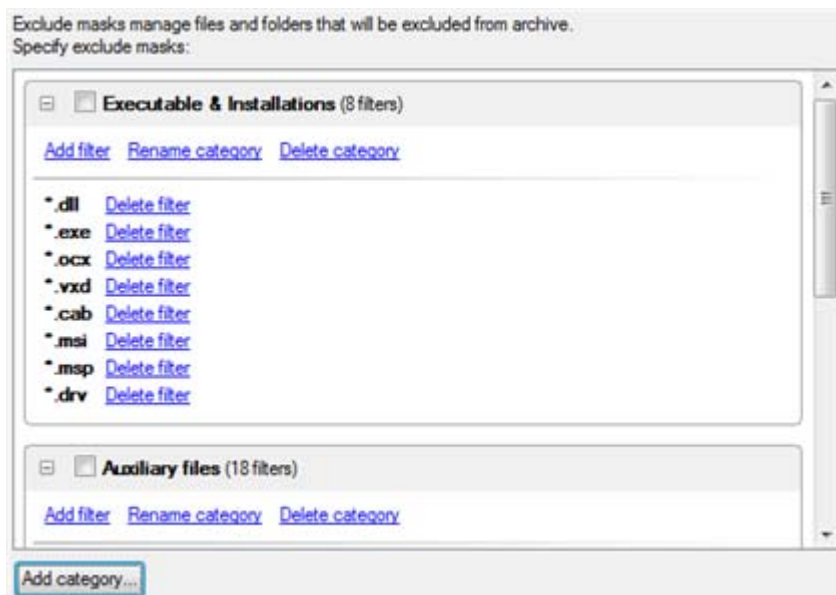 Exclude masks manage files and folders that will be excluded from archive.
Specify exclude masks:
Executable & Installations (8 filters)
Add filter Rename category Delete category
*.dll Delete filter
*.exe Delete filter
*.ocx Delete filter
*.vxd Delete filter
*.cab Delete filter
*.msi Delete filter
*.msp Delete filter
*.drv Delete filter
Auxiliary files (18 filters)
Add filter Rename category Delete category
Add category...